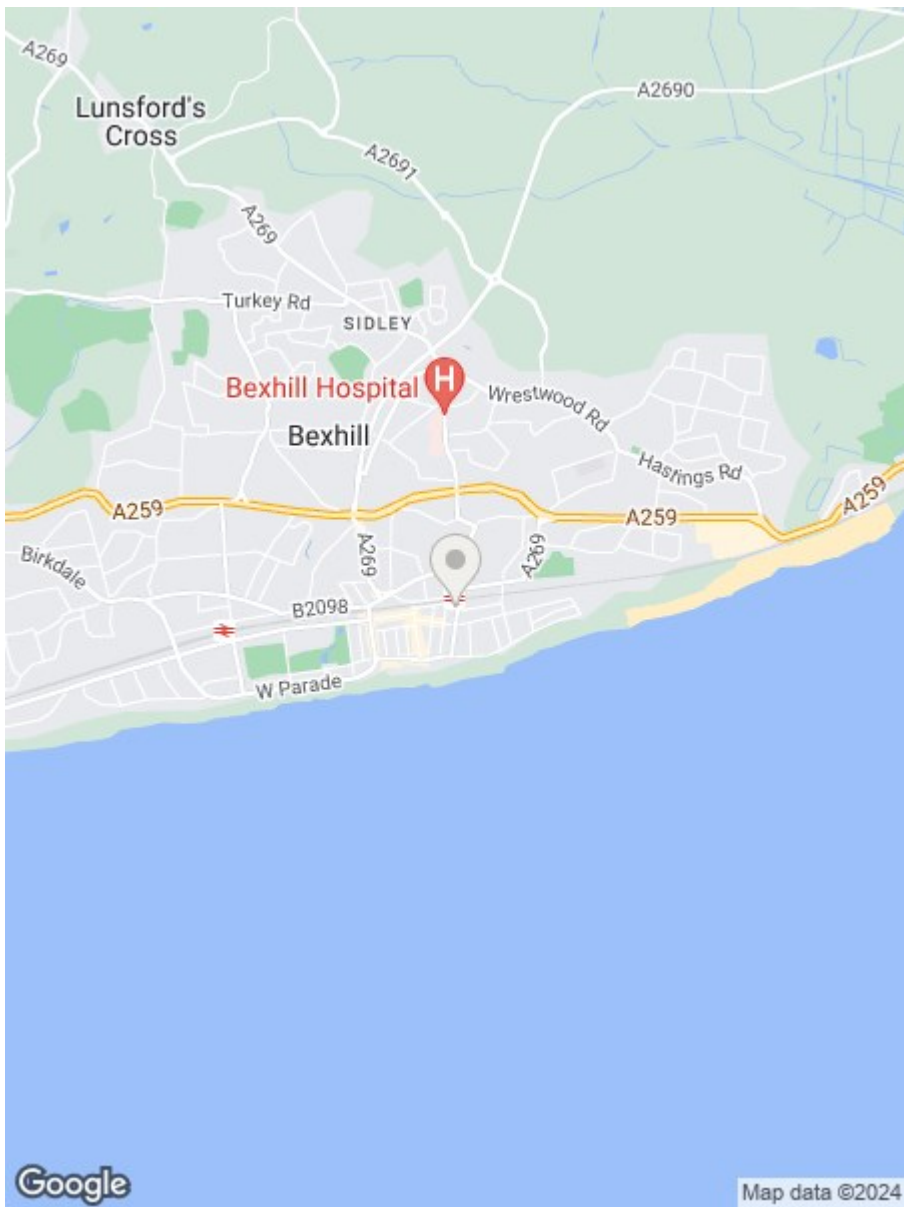 A269
A2690
Lunsford's
Cross
A2691
A269
Turkey Rd
SIDLEY
Bexhill Hospital
H
Wrestwood Rd
Bexhill
Hastings Rd
A259
A259
A259
A269
A269
Birkdale
B2098
W Parade
Google
Map data ©2024